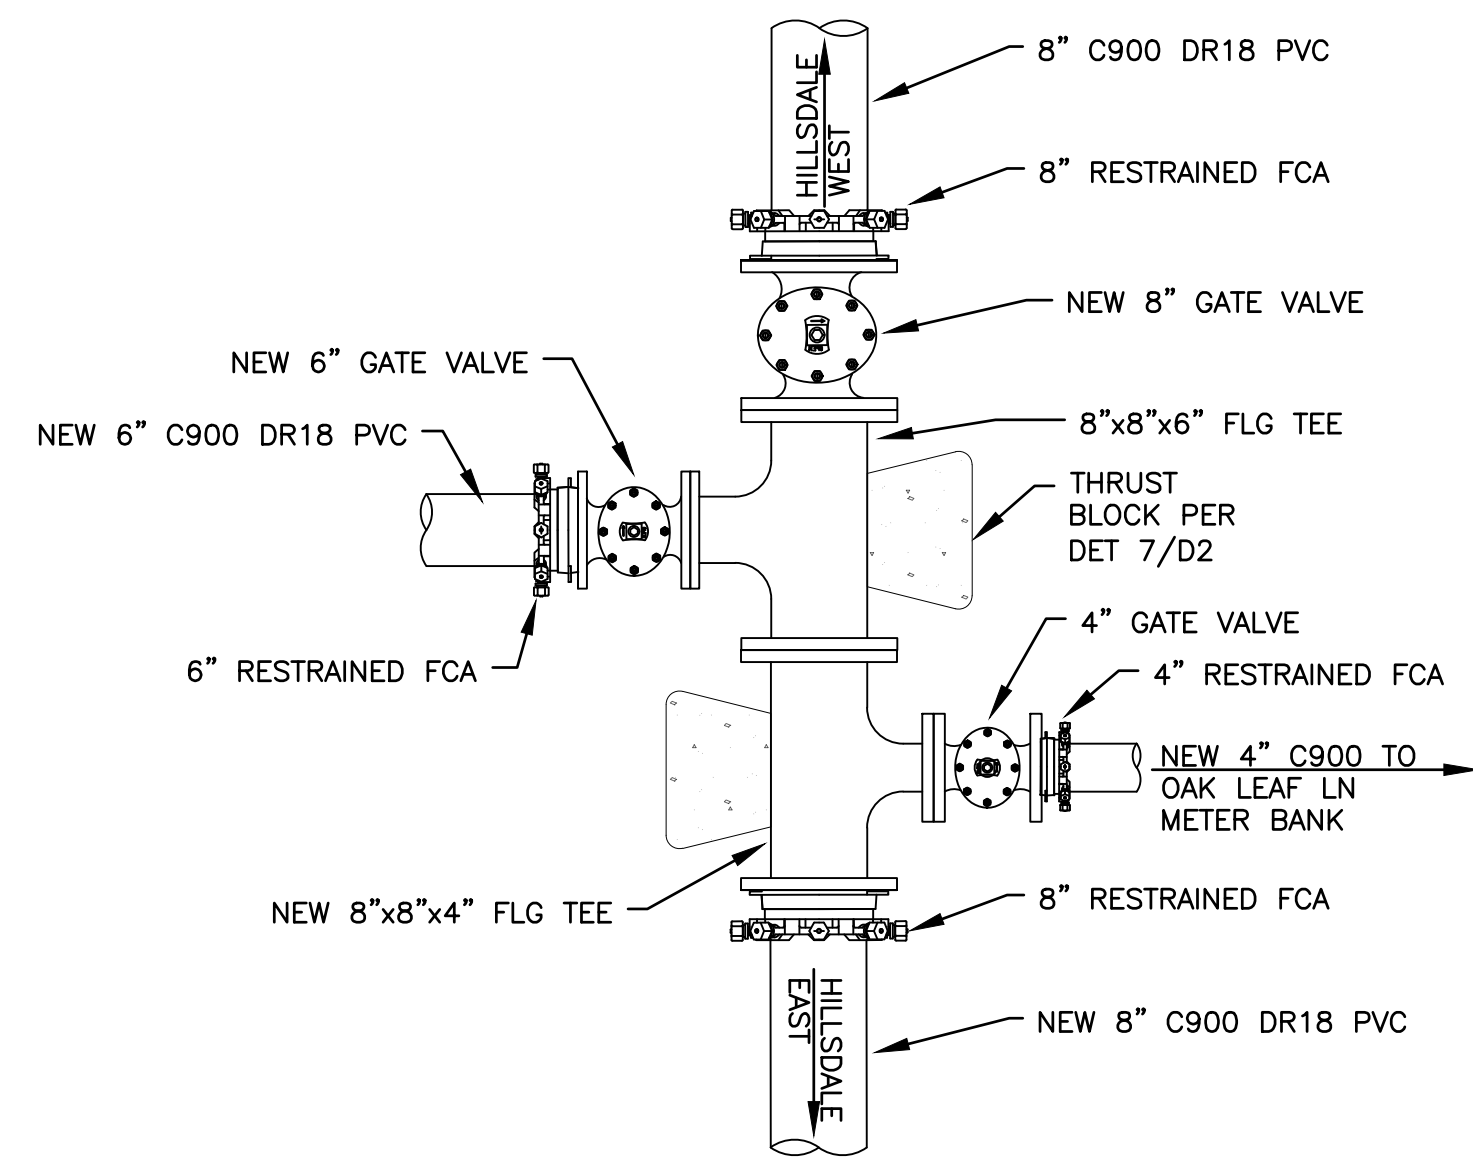 8" C900 DR18 PVC
HILLSDALE
WEST
8" RESTRAINED FCA
NEW 8" GATE VALVE
NEW 6" GATE VALVE
NEW 6" C900 DR18 PVC
8"x8"x6" FLG TEE
THRUST
BLOCK PER
DET 7/D2
4" GATE VALVE
6" RESTRAINED FCA
4" RESTRAINED FCA
NEW 4" C900 TO
OAK LEAF LN
METER BANK
NEW 8"x8"x4" FLG TEE
8" RESTRAINED FCA
HILLSDALE
EAST
NEW 8" C900 DR18 PVC